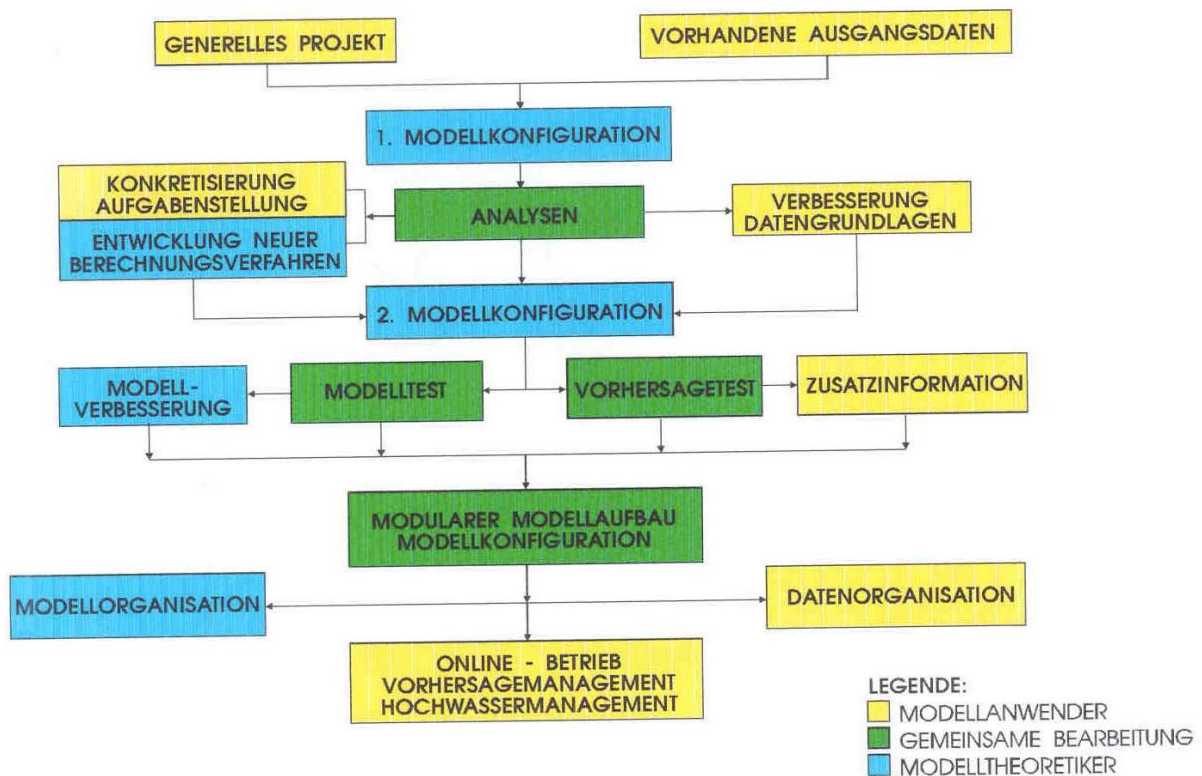 GENERELLES PROJEKT
VORHANDENE AUSGANGSDATEN
1. MODELLKONFIGURATION
KONKRETISIERUNG
AUFGABENSTELLUNG
ENTWICKLUNG NEUER
BERECHNUNGSVERFAHREN
ANALYSEN
VERBESSERUNG
DATENGRUNDLAGEN
2. MODELLKONFIGURATION
MODELL-
VERBESSERUNG
MODELLTEST
VORHERSAGETEST
ZUSATZINFORMATION
MODULARER MODELLAUFBAU
MODELLKONFIGURATION
MODELLORGANISATION
DATENORGANISATION
ONLINE - BETRIEB
VORHERSAGEMANAGEMENT
HOCHWASSERMANAGEMENT
LEGENDE:
MODELLANWENDER
GEMEINSAME BEARBEITUNG
MODELLTHEORETIKER